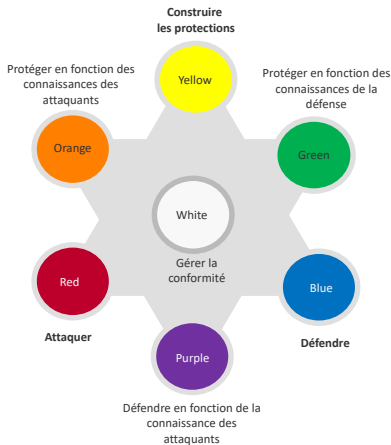 Construire
les protections
Yellow
Protéger en fonction des
connaissances des
attaquants
Orange
Protéger en fonction des
connaissances de la
défense
Green
White
Gérer la
conformité
Red
Attaquer
Blue
Défendre
Purple
Défendre en fonction de la
connaissance des
attaquants